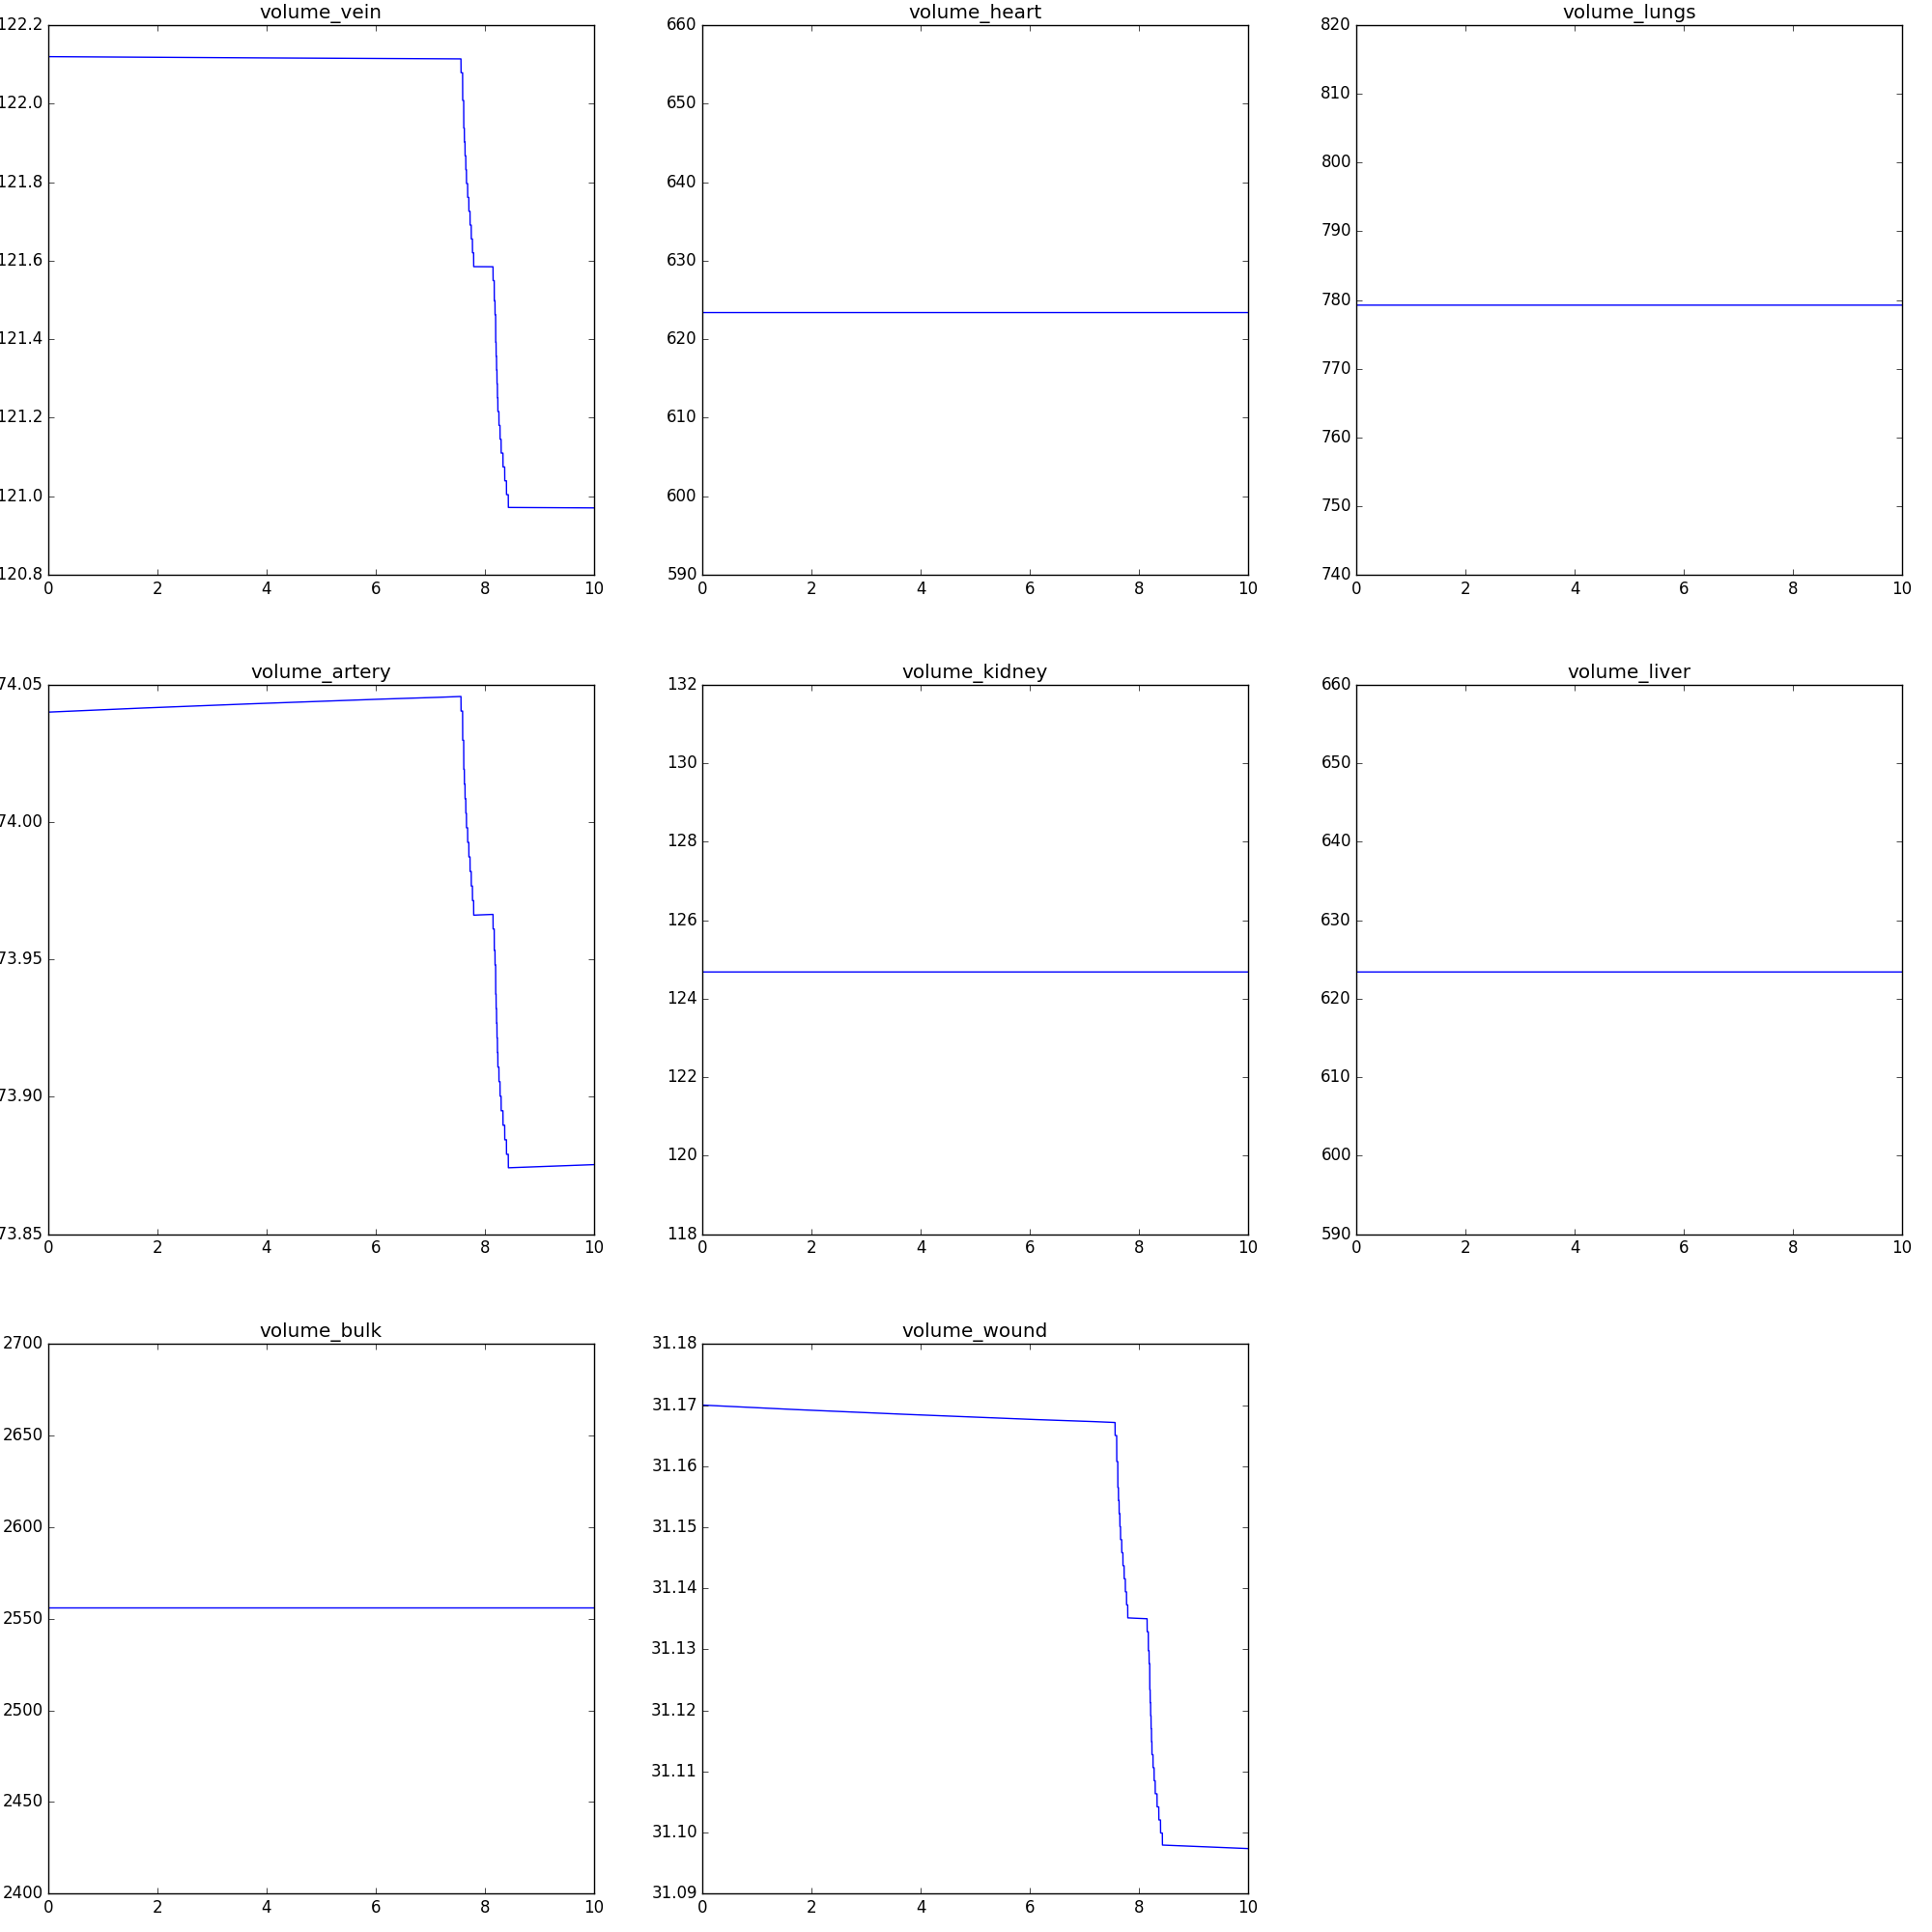 volume_vein volume_heart volume_lungs
122.2 660 820
122.0 650 810
121.8 640 800
121.6 630 790
121.4 620 780
121.2 610 770
121.0 600 760
120.8 590 750
740
0 2 4 6 8 10 0 2 4 6 8 10 0 2 4 6 8 10
volume_artery volume_kidney volume_liver
74.05 132 660
74.00 130 650
73.95 128 640
73.90 126 630
73.85 124 620
122 610
120 600
118 590
0 2 4 6 8 10 0 2 4 6 8 10 0 2 4 6 8 10
volume_bulk volume_wound
2700 31.18
2650 31.17
2600 31.16
2550 31.15
2500 31.14
2450 31.13
2400 31.12
31.11
31.10
31.09
0 2 4 6 8 10 0 2 4 6 8 10